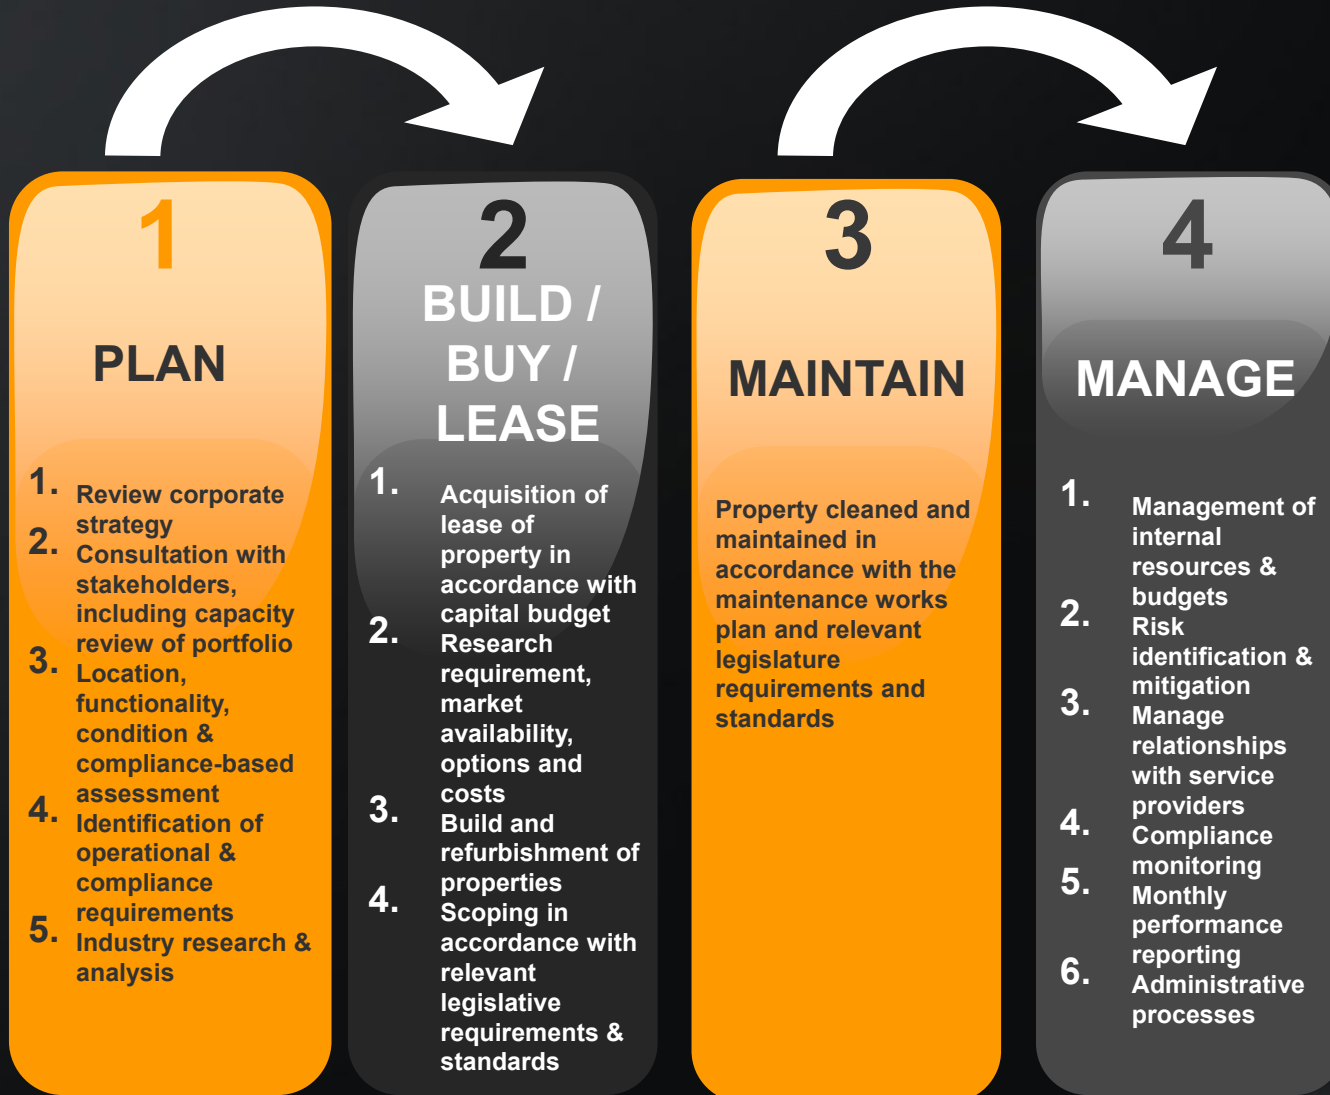 1
PLAN
1. Review corporate
strategy
2. Consultation with
stakeholders,
including capacity
review of portfolio
3. Location,
functionality,
condition &
compliance-based
assessment
4. Identification of
operational &
compliance
requirements
5. Industry research &
analysis
2
BUILD /
BUY /
LEASE
1. Acquisition of
lease of
property in
accordance with
capital budget
2. Research
requirement,
market
availability,
options and
costs
3. Build and
refurbishment of
properties
4. Scoping in
accordance with
relevant
legislative
requirements &
standards
3
MAINTAIN
Property cleaned and
maintained in
accordance with the
maintenance works
plan and relevant
legislature
requirements and
standards
4
MANAGE
1. Management of
internal
resources &
budgets
2. Risk
identification &
mitigation
3. Manage
relationships
with service
providers
4. Compliance
monitoring
5. Monthly
performance
reporting
6. Administrative
processes